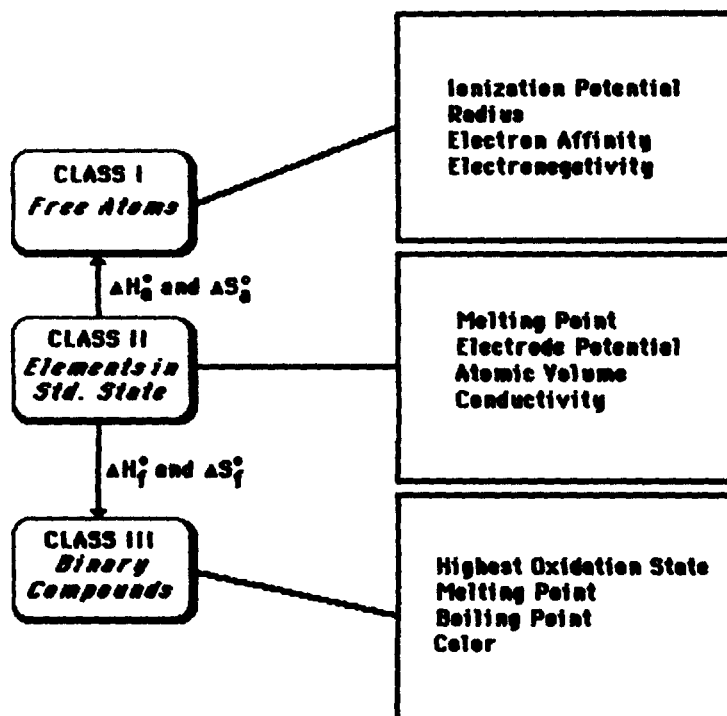 Ionization Potential
Radius
Electron Affinity
Electronegativity
CLASS I
Free Atoms
ΔH°a and ΔS°a
CLASS II
Elements in
Std. State
Melting Point
Electrode Potential
Atomic Volume
Conductivity
ΔH°f and ΔS°f
CLASS III
Binary
Compounds
Highest Oxidation State
Melting Point
Boiling Point
Color